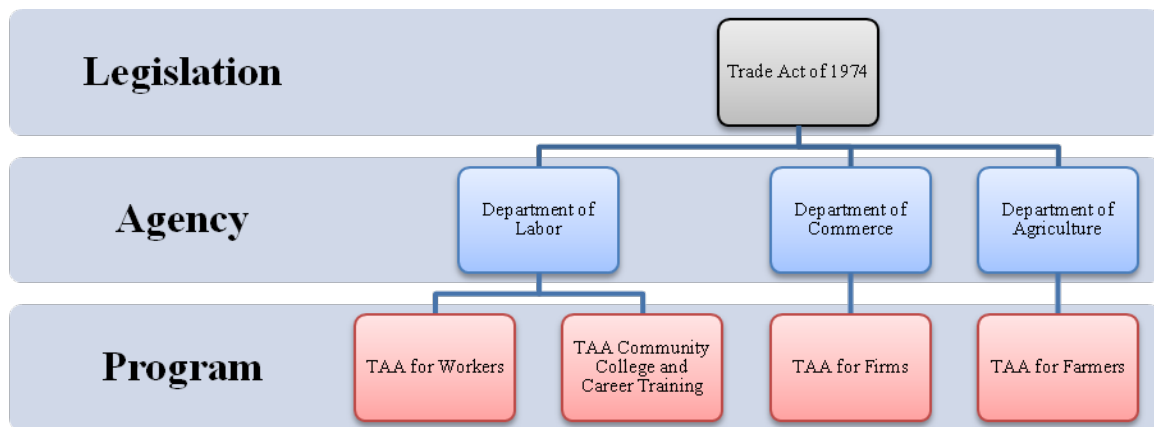 Legislation
Trade Act of 1974
Agency
Department of
Labor
Department of
Commerce
Department of
Agriculture
Program
TAA for Workers
TAA Community
College and
Career Training
TAA for Firms
TAA for Farmers